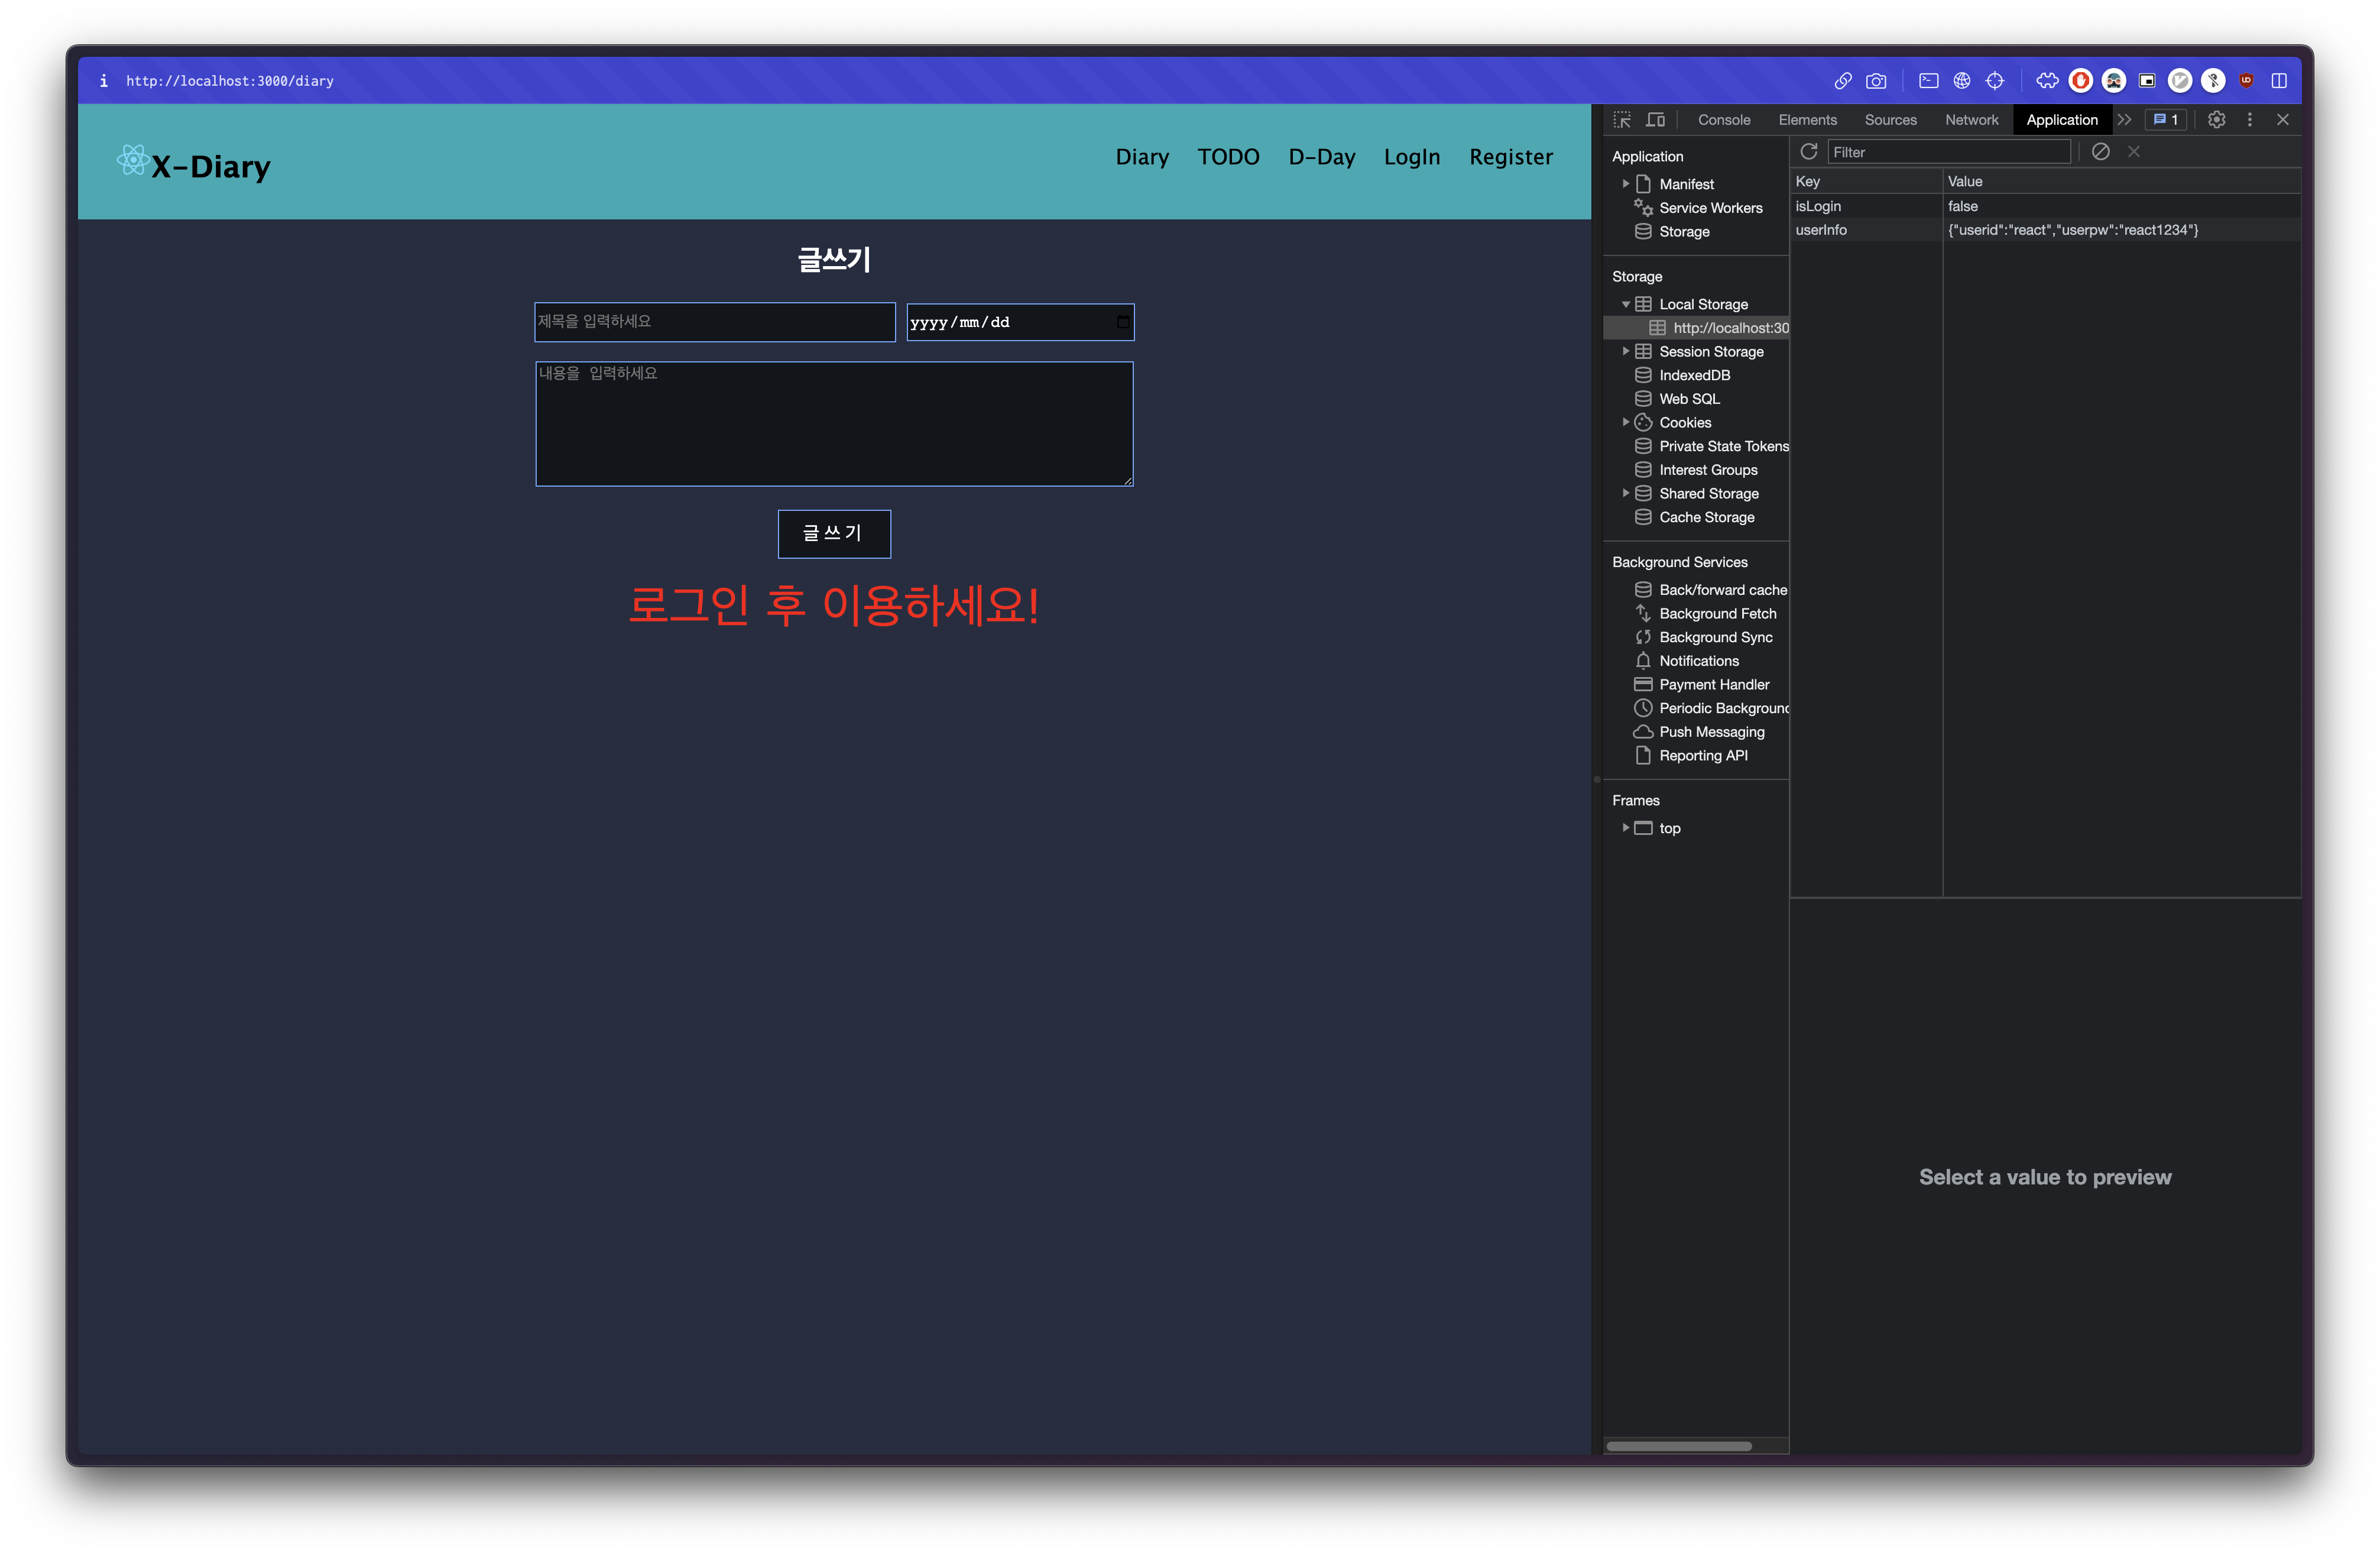 i http://localhost:3000/diary
X-Diary
Diary TODO D-Day LogIn Register
글쓰기
제목을 입력하세요 yyyy/mm/dd
내용을 입력하세요
글쓰기
로그인 후 이용하세요!
Console Elements Sources Network Application 1
Application
Manifest
Service Workers
Storage
Storage
Local Storage
http://localhost:30
Session Storage
IndexedDB
Web SQL
Cookies
Private State Tokens
Interest Groups
Shared Storage
Cache Storage
Background Services
Back/forward cache
Background Fetch
Background Sync
Notifications
Payment Handler
Periodic Background
Push Messaging
Reporting API
Frames
top
Filter
Key Value
isLogin false
userInfo {"userid":"react","userpw":"react1234"}
Select a value to preview